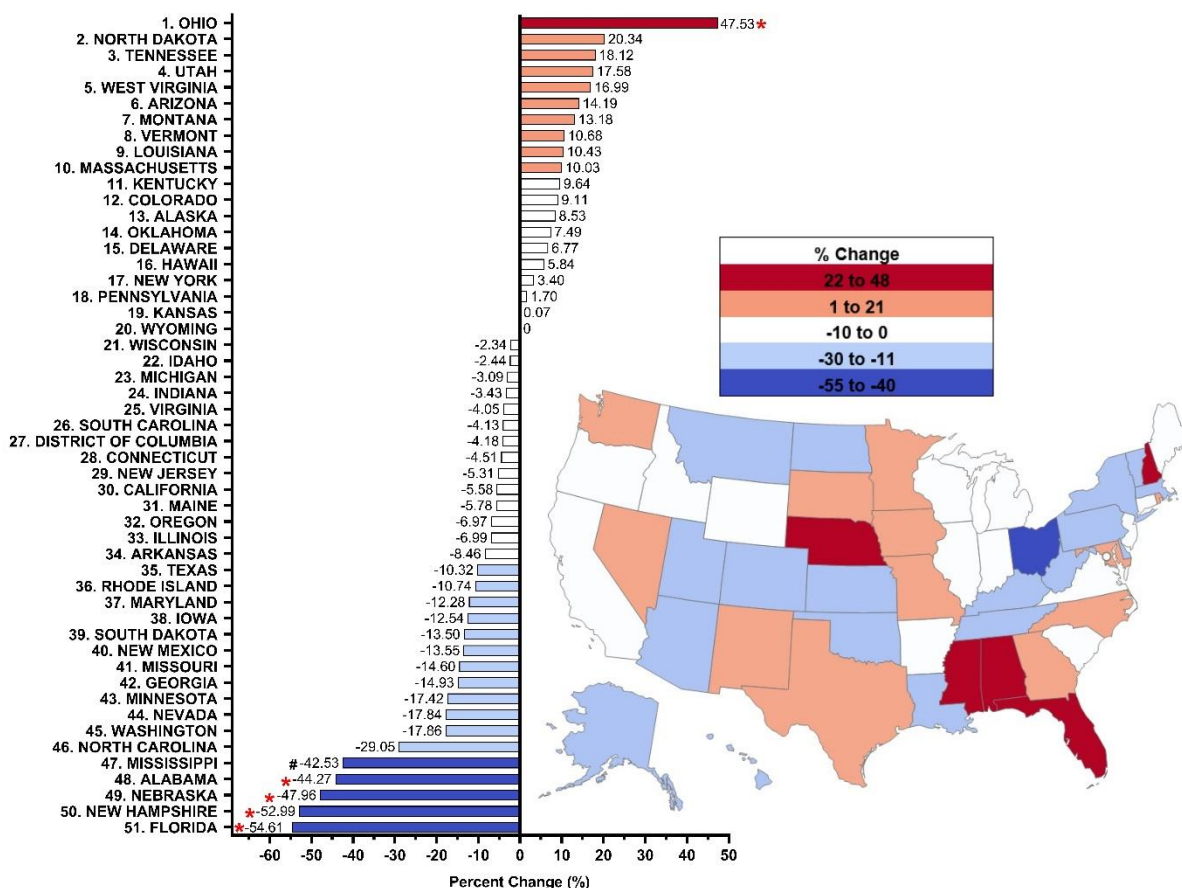 1. OHIO 47.53 *
2. NORTH DAKOTA 20.34
3. TENNESSEE 18.12
4. UTAH 17.58
5. WEST VIRGINIA 16.99
6. ARIZONA 14.19
7. MONTANA 13.18
8. VERMONT 10.68
9. LOUISIANA 10.43
10. MASSACHUSETTS 10.03
11. KENTUCKY 9.64
12. COLORADO 9.11
13. ALASKA 8.53
14. OKLAHOMA 7.49
15. DELAWARE 6.77
16. HAWAII 5.84
17. NEW YORK 3.40
18. PENNSYLVANIA 1.70
19. KANSAS 0.07
20. WYOMING 0
21. WISCONSIN -2.34
22. IDAHO -2.44
23. MICHIGAN -3.09
24. INDIANA -3.43
25. VIRGINIA -4.05
26. SOUTH CAROLINA -4.13
27. DISTRICT OF COLUMBIA -4.18
28. CONNECTICUT -4.51
29. NEW JERSEY -5.31
30. CALIFORNIA -5.58
31. MAINE -5.78
32. OREGON -6.97
33. ILLINOIS -6.99
34. ARKANSAS -8.46
35. TEXAS -10.32
36. RHODE ISLAND -10.74
37. MARYLAND -12.28
38. IOWA -12.54
39. SOUTH DAKOTA -13.50
40. NEW MEXICO -13.55
41. MISSOURI -14.60
42. GEORGIA -14.93
43. MINNESOTA -17.42
44. NEVADA -17.84
45. WASHINGTON -17.86
46. NORTH CAROLINA -29.05
47. MISSISSIPPI # -42.53
48. ALABAMA * -44.27
49. NEBRASKA * -47.96
50. NEW HAMPSHIRE * -52.99
51. FLORIDA * -54.61
-60 -50 -40 -30 -20 -10 0 10 20 30 40 50
Percent Change (%)
% Change
22 to 48
1 to 21
-10 to 0
-30 to -11
-55 to -40